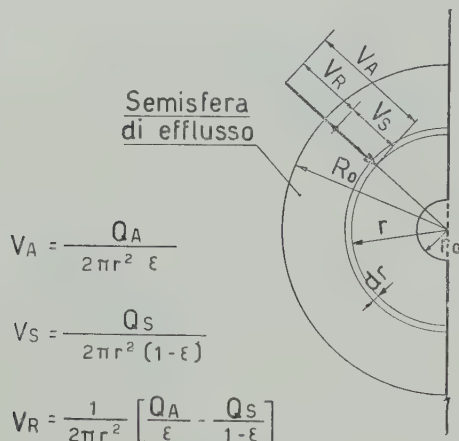 V_A
V_R
V_S
Semisfera
di efflusso
R_o
r
r_o
dr
V_A = Q_A / 2πr² ε
V_S = Q_S / 2πr² (1-ε)
V_R = 1 / 2πr² [Q_A / ε - Q_S / 1-ε]